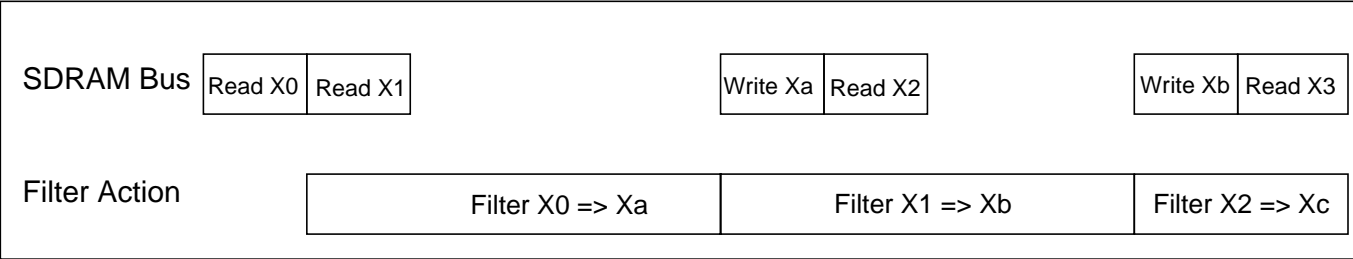 SDRAM Bus Read X0 Read X1 Write Xa Read X2 Write Xb Read X3
Filter Action Filter X0 => Xa Filter X1 => Xb Filter X2 => Xc